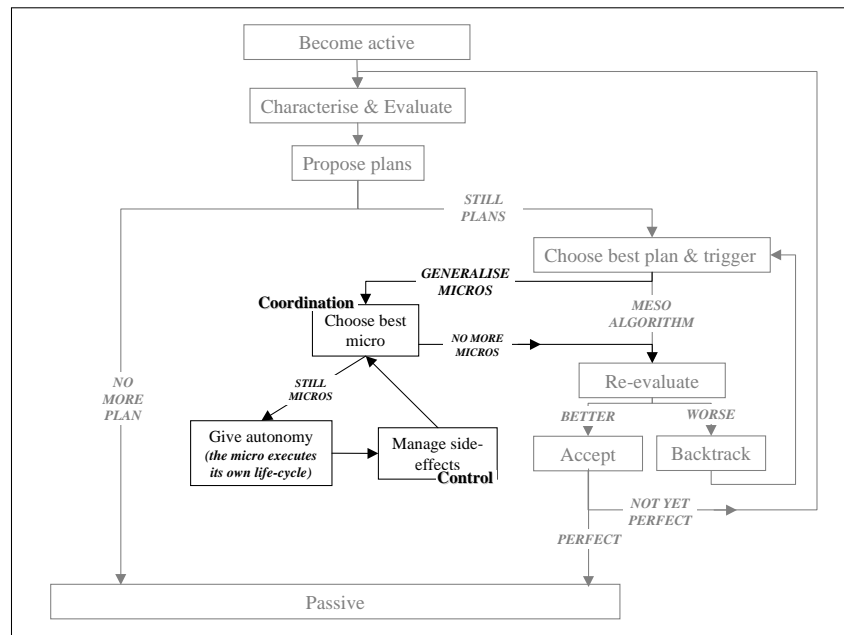 Become active
Characterise & Evaluate
Propose plans
STILL
PLANS
Choose best plan & trigger
GENERALISE
MICROS
Coordination
Choose best
micro
MESO
ALGORITHM
NO MORE
MICROS
Re-evaluate
NO
MORE
PLAN
STILL
MICROS
BETTER
WORSE
Give autonomy
(the micro executes
its own life-cycle)
Manage side-
effects
Control
Accept
Backtrack
NOT YET
PERFECT
PERFECT
Passive